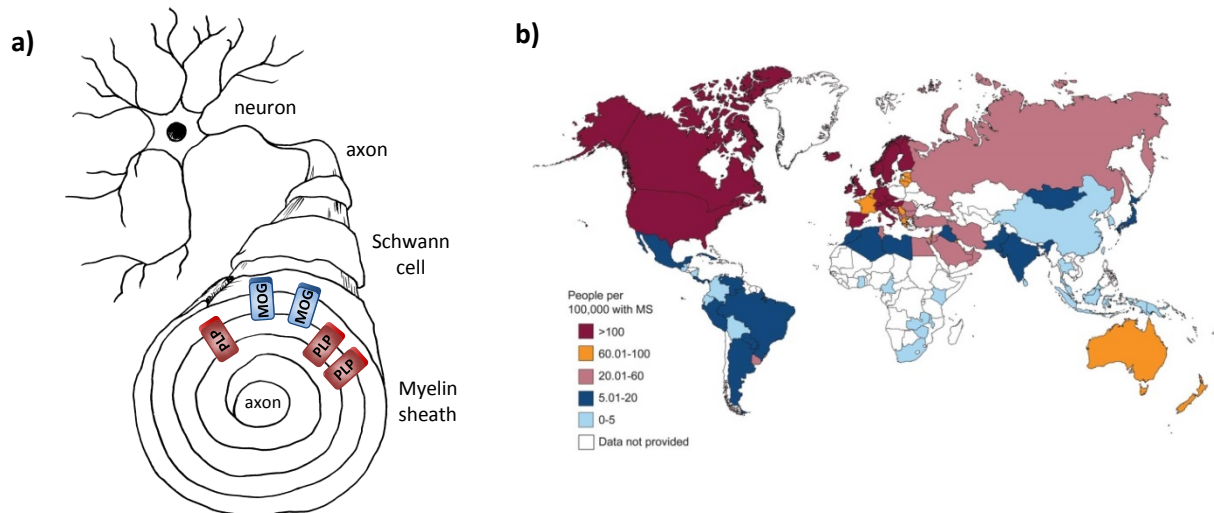 a)
neuron
axon
Schwann
cell
MOG
MOG
PLP
PLP
PLP
axon
Myelin
sheath
b)
People per
100,000 with MS
>100
60.01-100
20.01-60
5.01-20
0-5
Data not provided